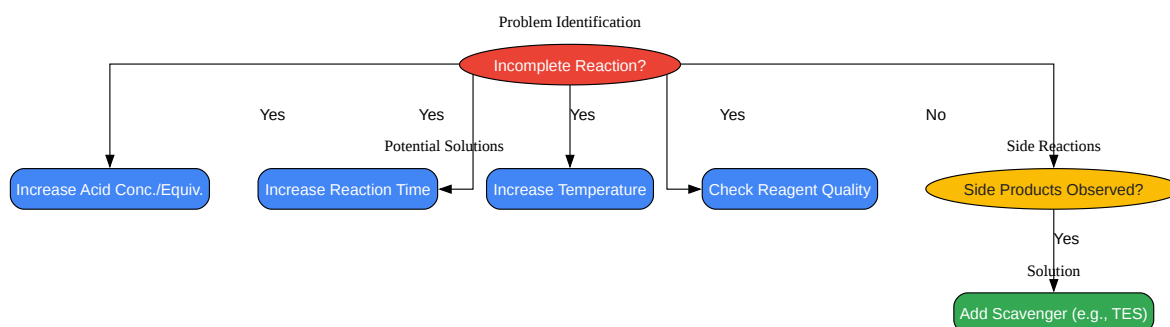 Problem Identification
Incomplete Reaction?
Yes
Yes
Yes
Yes
No
Potential Solutions
Side Reactions
Increase Acid Conc./Equiv.
Increase Reaction Time
Increase Temperature
Check Reagent Quality
Side Products Observed?
Yes
Solution
Add Scavenger (e.g., TES)